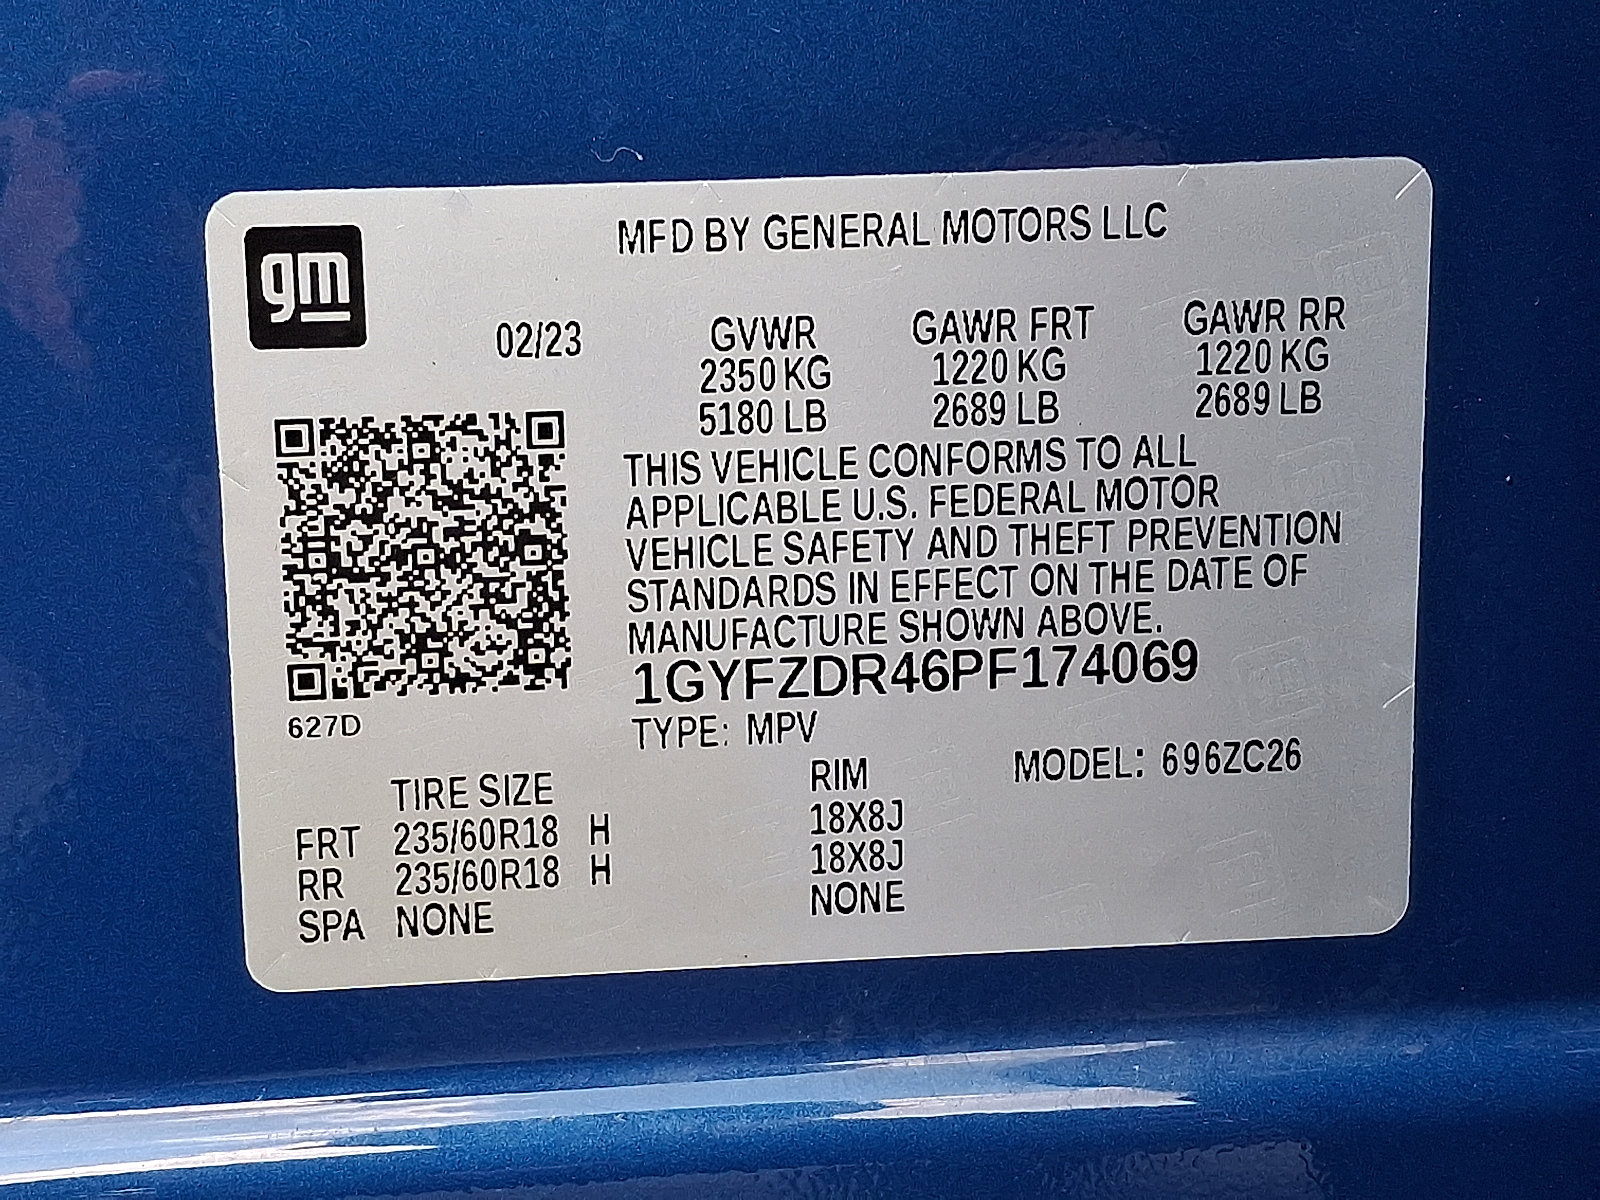 gm
MFD BY GENERAL MOTORS LLC
02/23 GVWR GAWR FRT GAWR RR
2350 KG 1220 KG 1220 KG
5180 LB 2689 LB 2689 LB
THIS VEHICLE CONFORMS TO ALL
APPLICABLE U.S. FEDERAL MOTOR
VEHICLE SAFETY AND THEFT PREVENTION
STANDARDS IN EFFECT ON THE DATE OF
MANUFACTURE SHOWN ABOVE.
1GYFZDR46PF174069
627D
TYPE: MPV
MODEL: 696ZC26
TIRE SIZE RIM
FRT 235/60R18 H 18X8J
RR 235/60R18 H 18X8J
SPA NONE NONE